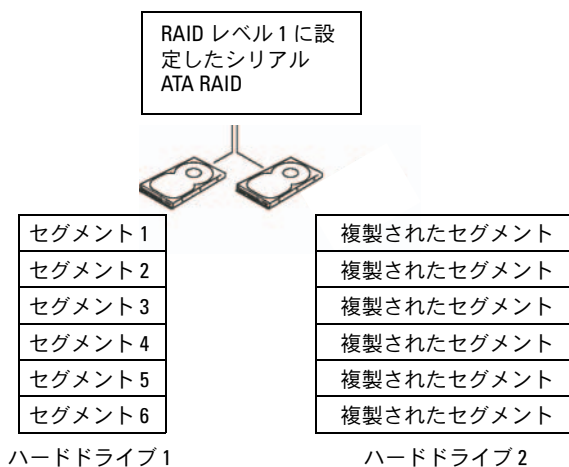 RAID レベル 1 に設
定したシリアル
ATA RAID
セグメント 1
複製されたセグメント
セグメント 2
複製されたセグメント
セグメント 3
複製されたセグメント
セグメント 4
複製されたセグメント
セグメント 5
複製されたセグメント
セグメント 6
複製されたセグメント
ハードドライブ 1
ハードドライブ 2